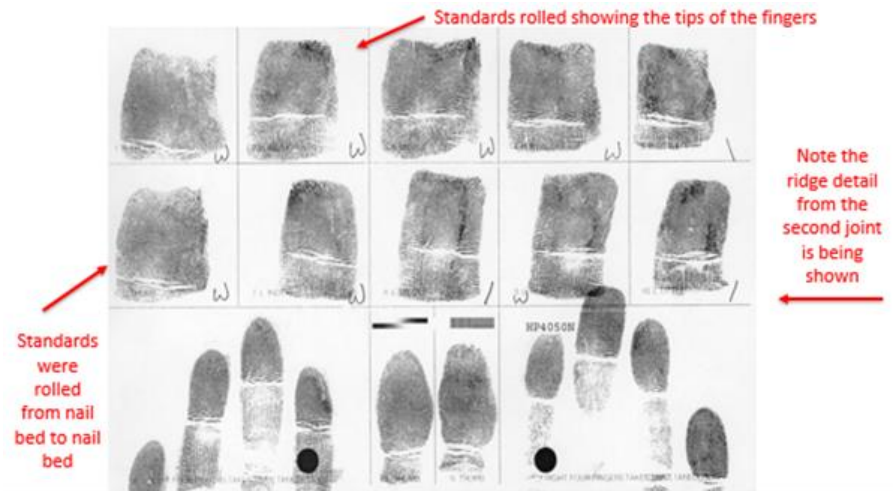 Standards rolled showing the tips of the fingers
W W W W /
Note the
ridge detail
from the
second joint
is being
shown
W W / W /
Standards
were
rolled
from nail
bed to nail
bed
HP4050N